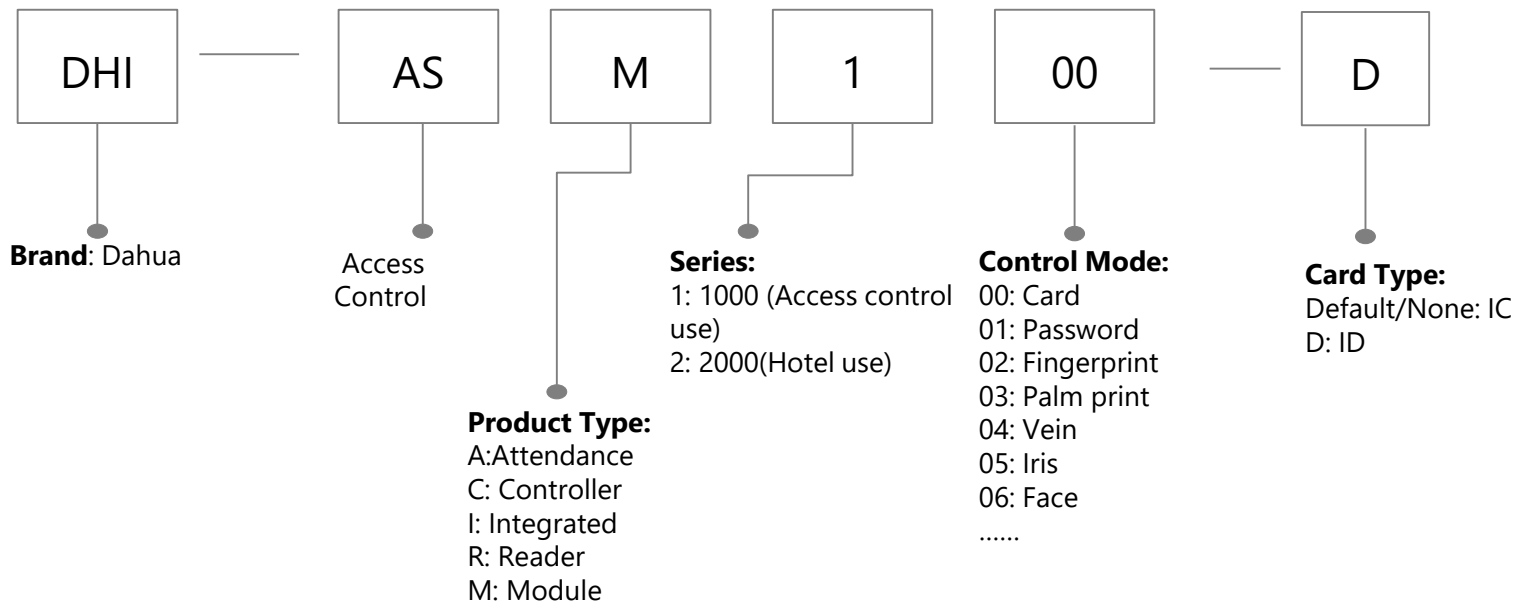 DHI
AS
M
1
00
D
Brand: Dahua
Access
Control
Product Type:
A:Attendance
C: Controller
I: Integrated
R: Reader
M: Module
Series:
1: 1000 (Access control
use)
2: 2000(Hotel use)
Control Mode:
00: Card
01: Password
02: Fingerprint
03: Palm print
04: Vein
05: Iris
06: Face
......
Card Type:
Default/None: IC
D: ID